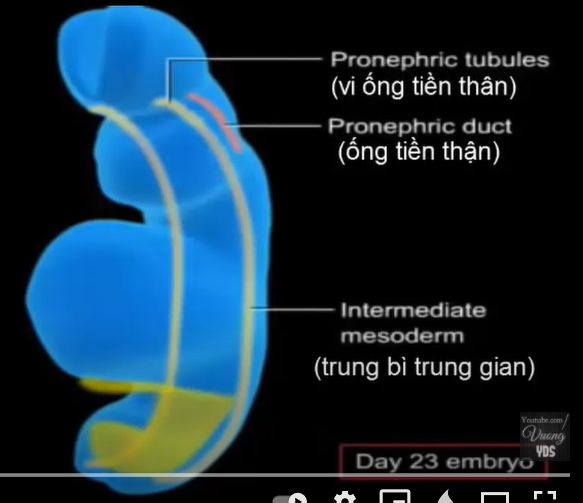 Pronephric tubules
(vi ống tiền thân)
Pronephric duct
(ống tiền thận)
Intermediate
mesoderm
(trung bì trung gian)
Youtube.com/
Vuong
YDS
Day 23 embryo